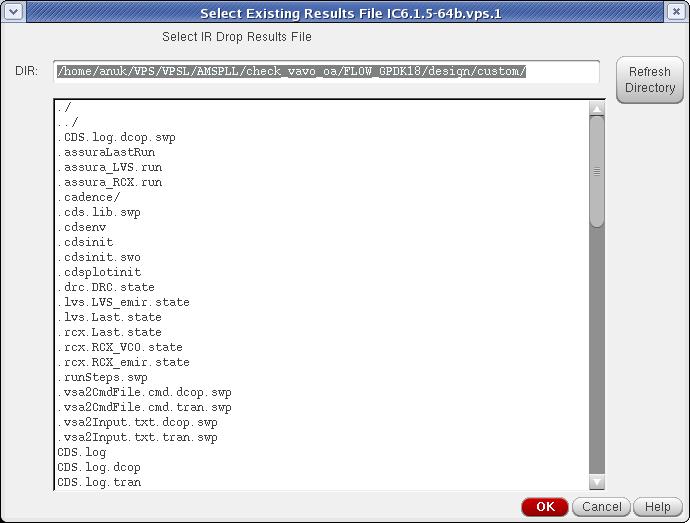 Select Existing Results File IC6.1.5-64b.vps.1
Select IR Drop Results File
DIR:
/home/anuk/VPS/VPSL/AMSPLL/check_vavo_oa/FLOW_GPDK18/design/custom/
Refresh
Directory
./
../
.CDS.log.dcop.swp
.assuraLastRun
.assura_LVS.run
.assura_RCX.run
.cadence/
.cds.lib.swp
.cdsenv
.cdsinit
.cdsinit.swo
.cdsplotinit
.drc.DRC.state
.lvs.LVS_emir.state
.lvs.Last.state
.rcx.Last.state
.rcx.RCX_VCO.state
.rcx.RCX_emir.state
.runSteps.swp
.vsa2CmdFile.cmd.dcop.swp
.vsa2CmdFile.cmd.tran.swp
.vsa2Input.txt.dcop.swp
.vsa2Input.txt.tran.swp
CDS.log
CDS.log.dcop
CDS.log.tran
OK
Cancel
Help